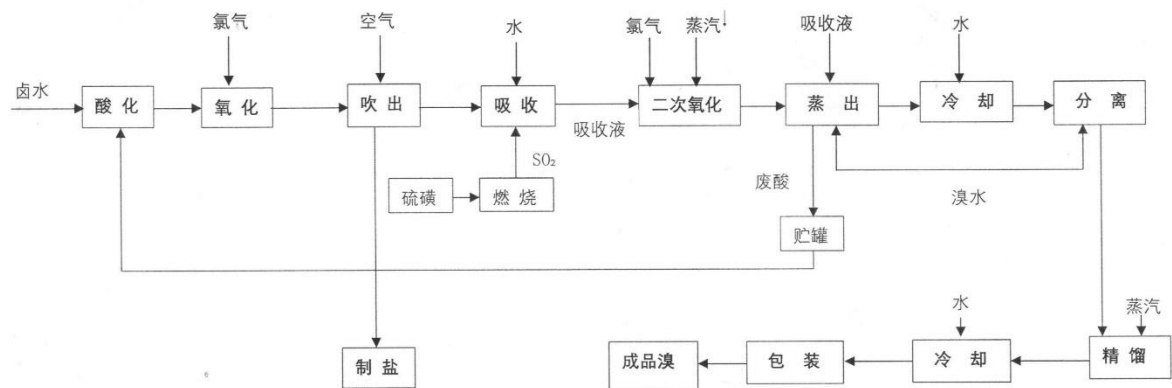 氯气
空气
水
氯气
蒸汽
吸收液
水
卤水
酸化
氧化
吹出
吸收
吸收液
二次氧化
蒸出
冷却
分离
SO₂
硫磺
燃烧
废酸
溴水
贮罐
水
蒸汽
制盐
成品溴
包装
冷却
精馏